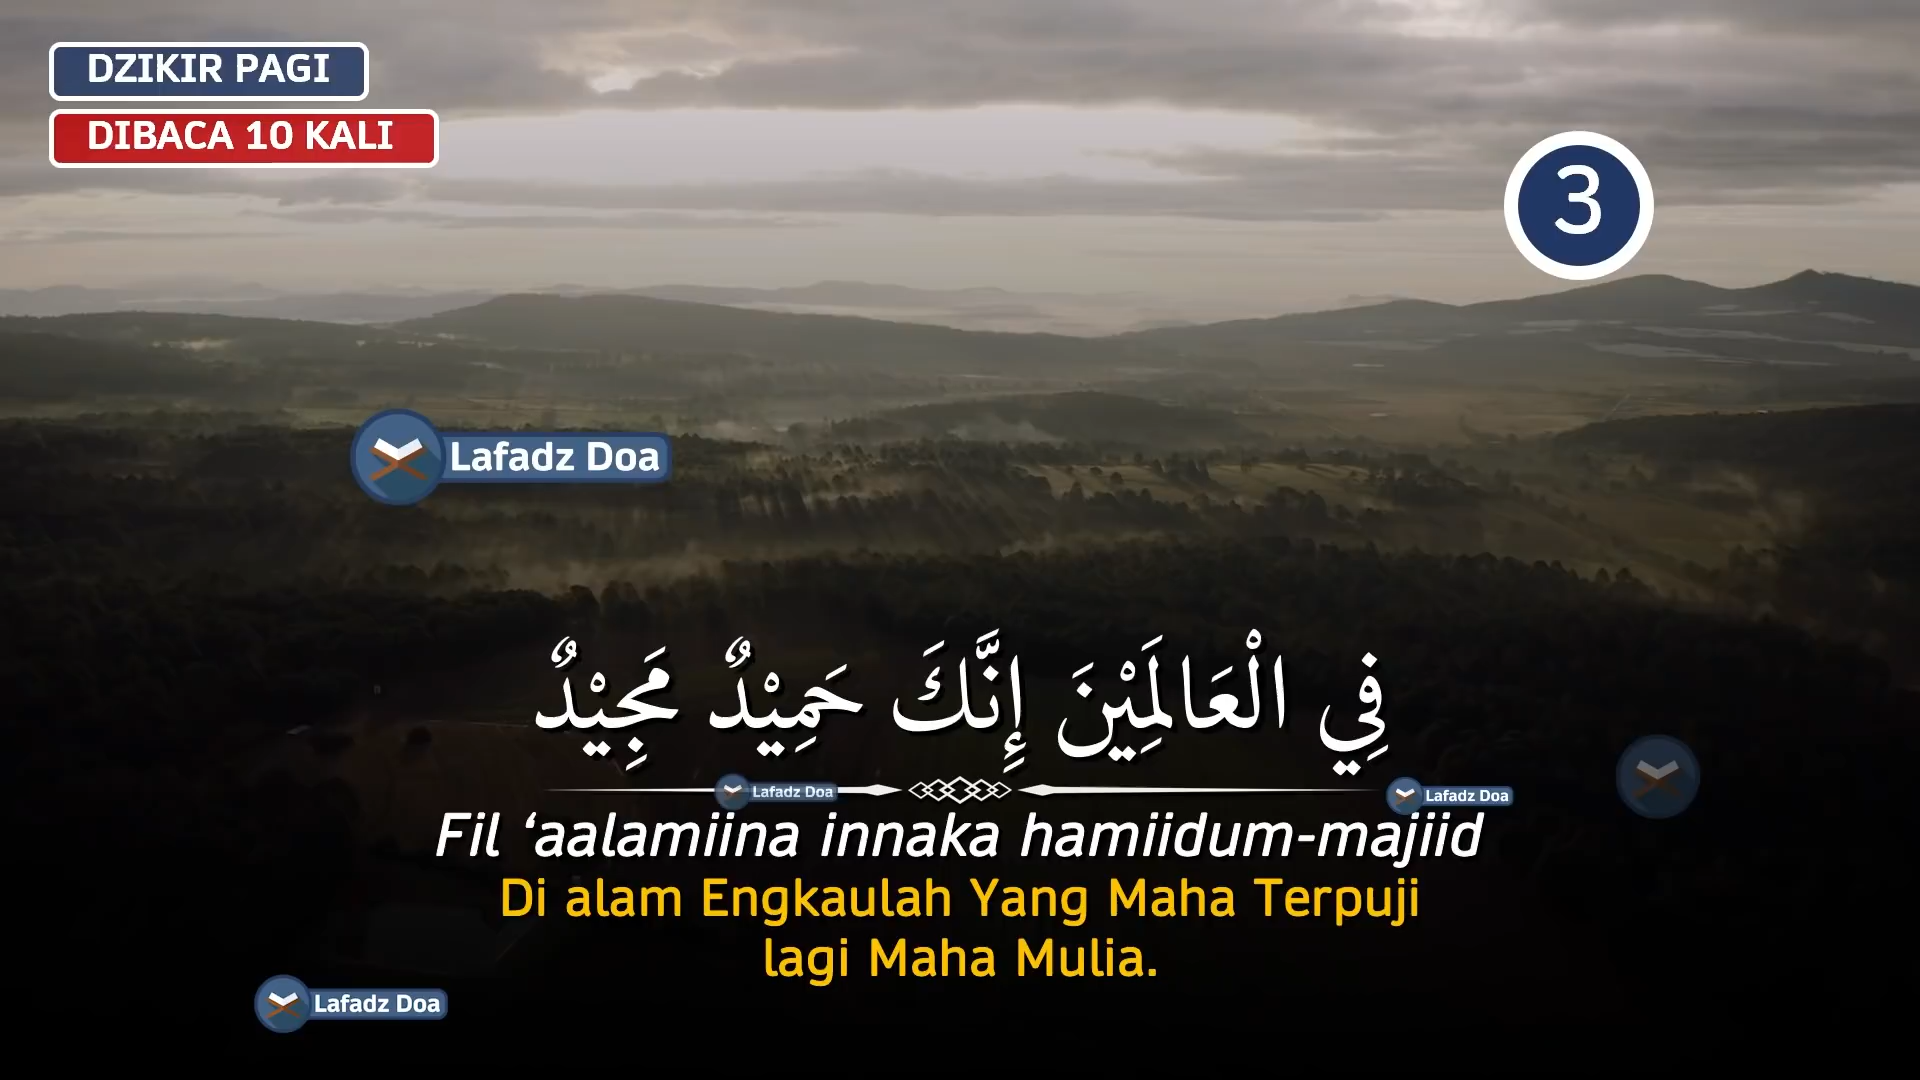 DZIKIR PAGI
DIBACA 10 KALI
3
Lafadz Doa
فِي الْعَالَمِيْنَ إِنَّكَ حَمِيْدٌ مَجِيْدٌ
Lafadz Doa
Lafadz Doa
Fil ‘aalamiina innaka hamiidum-majiid
Di alam Engkaulah Yang Maha Terpuji
lagi Maha Mulia.
Lafadz Doa